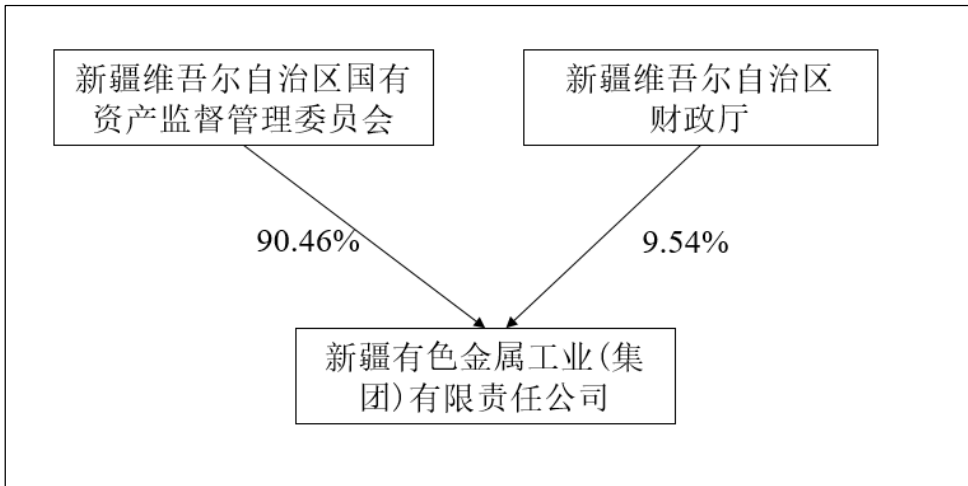 新疆维吾尔自治区国有
资产监督管理委员会
新疆维吾尔自治区
财政厅
90.46%
9.54%
新疆有色金属工业(集
团)有限责任公司